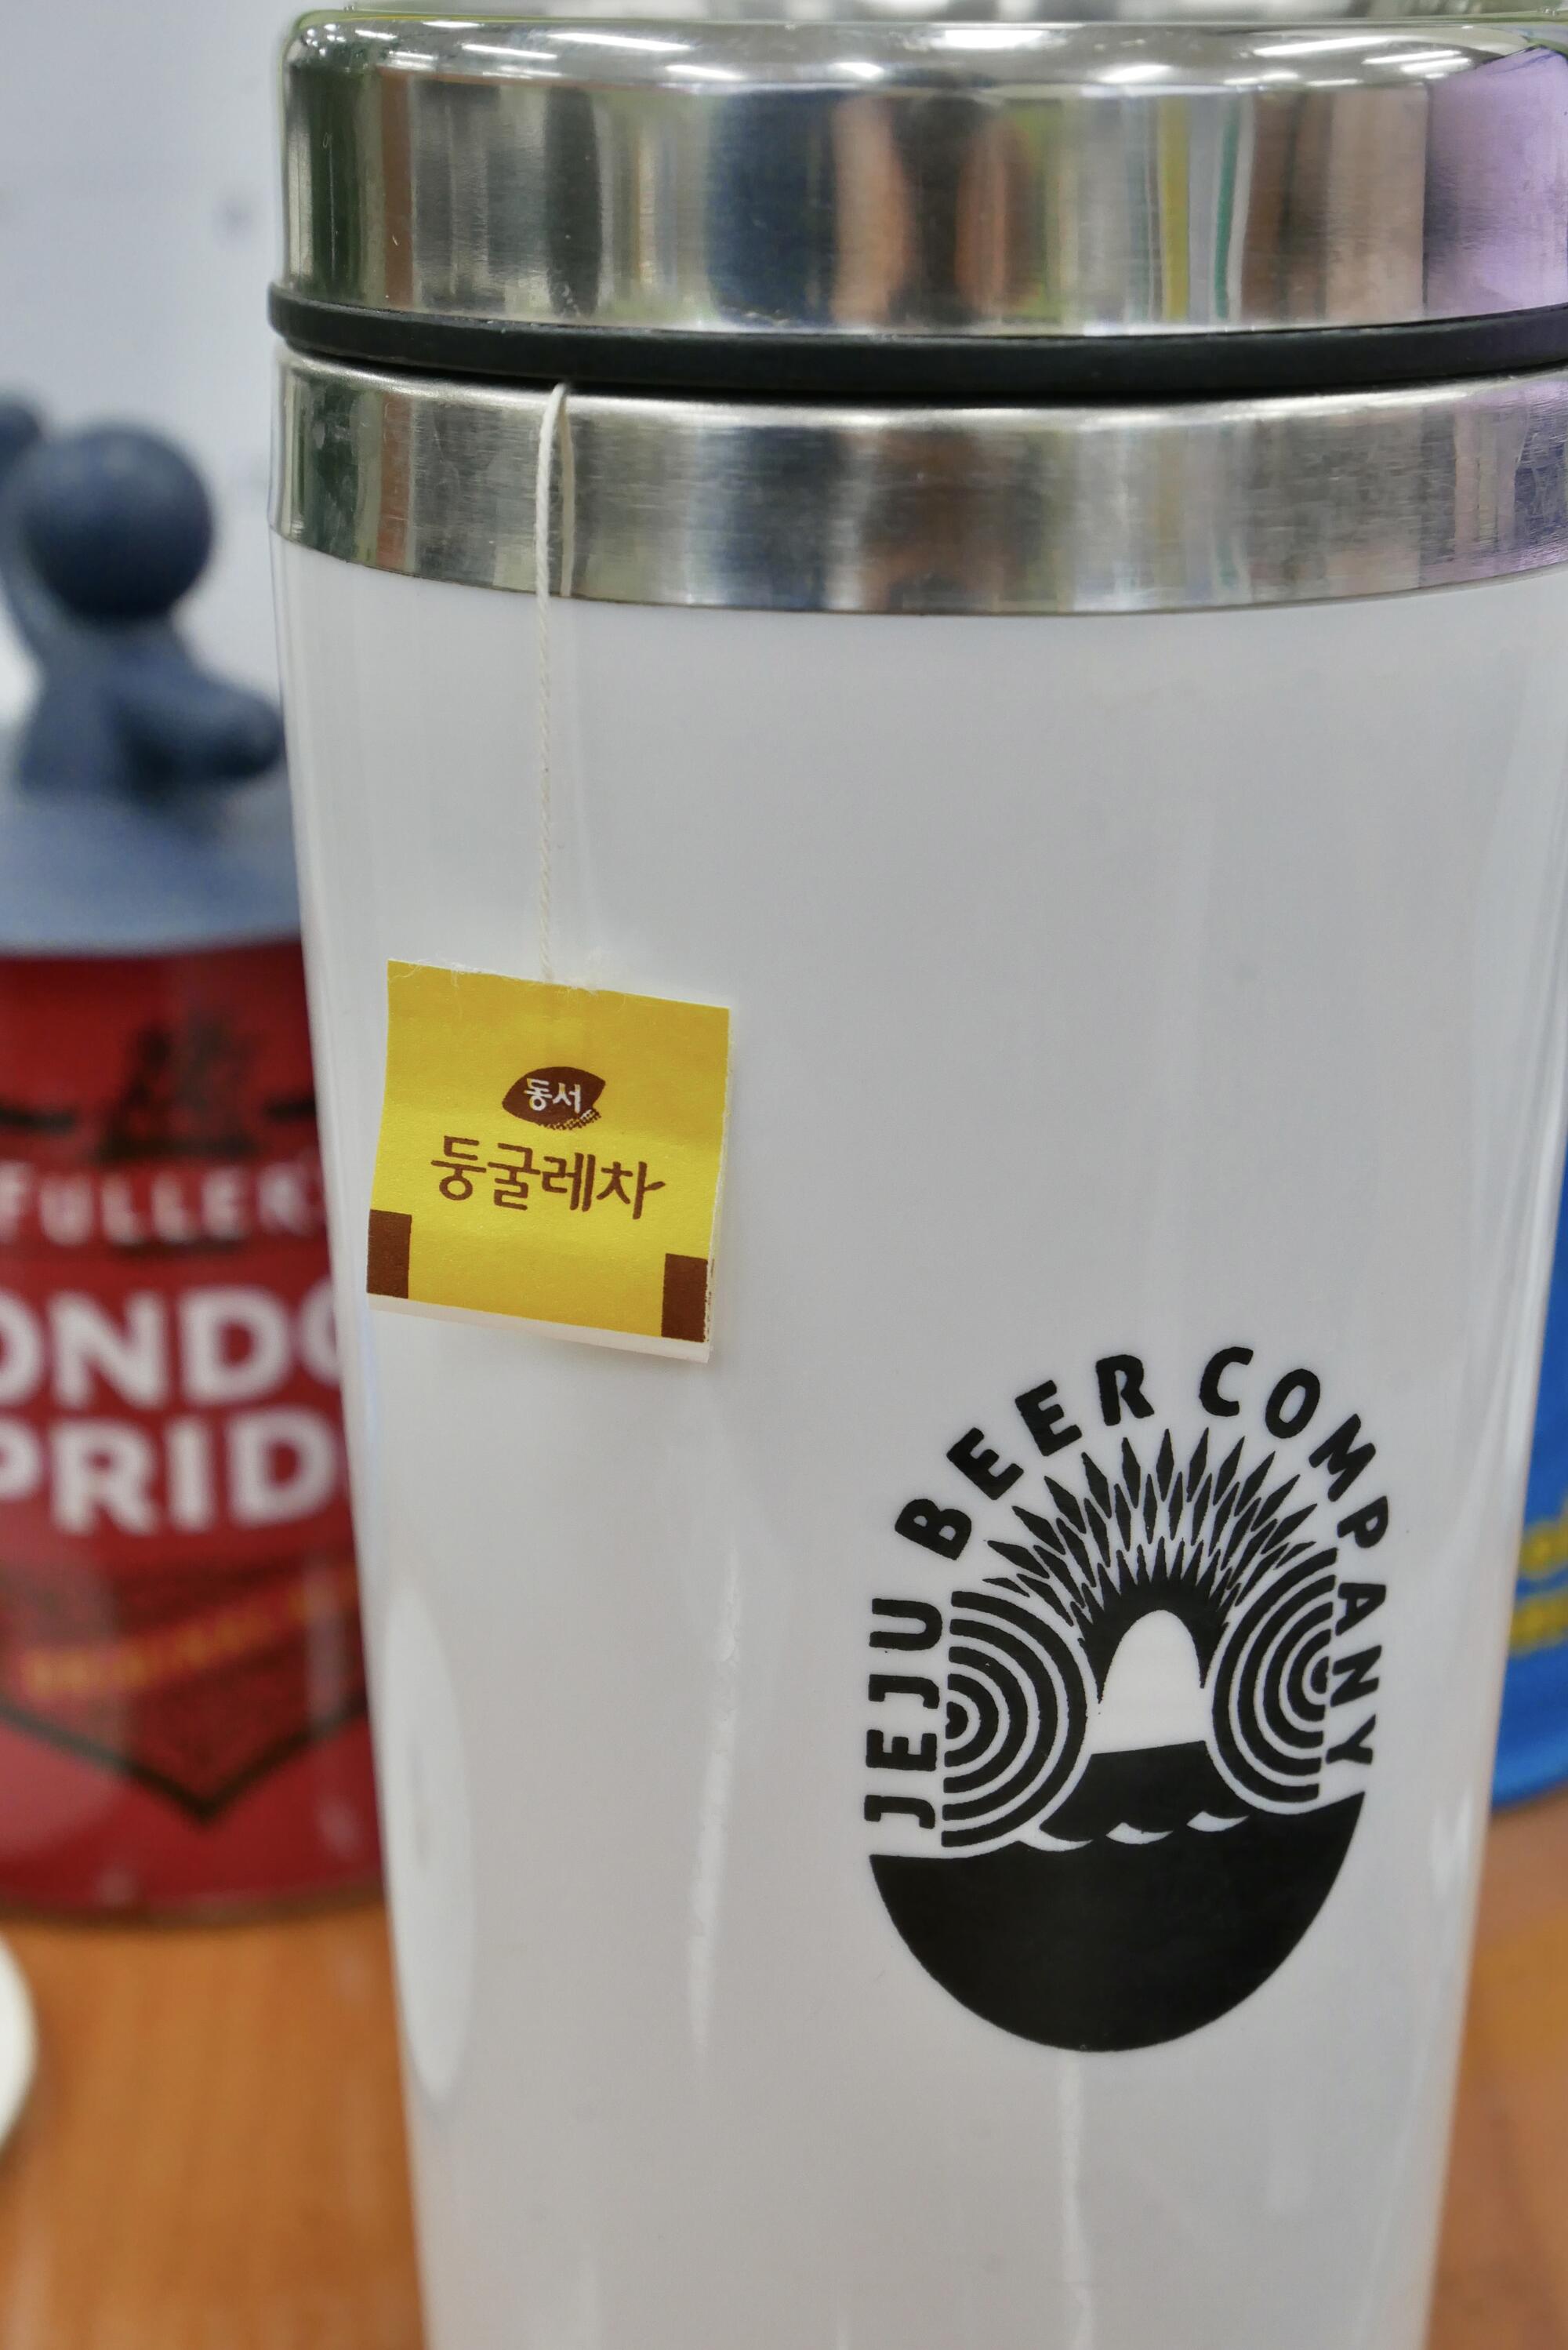 동서
둥굴레차
JEJU BEER COMPANY
FULLER'
ONDO
PRID